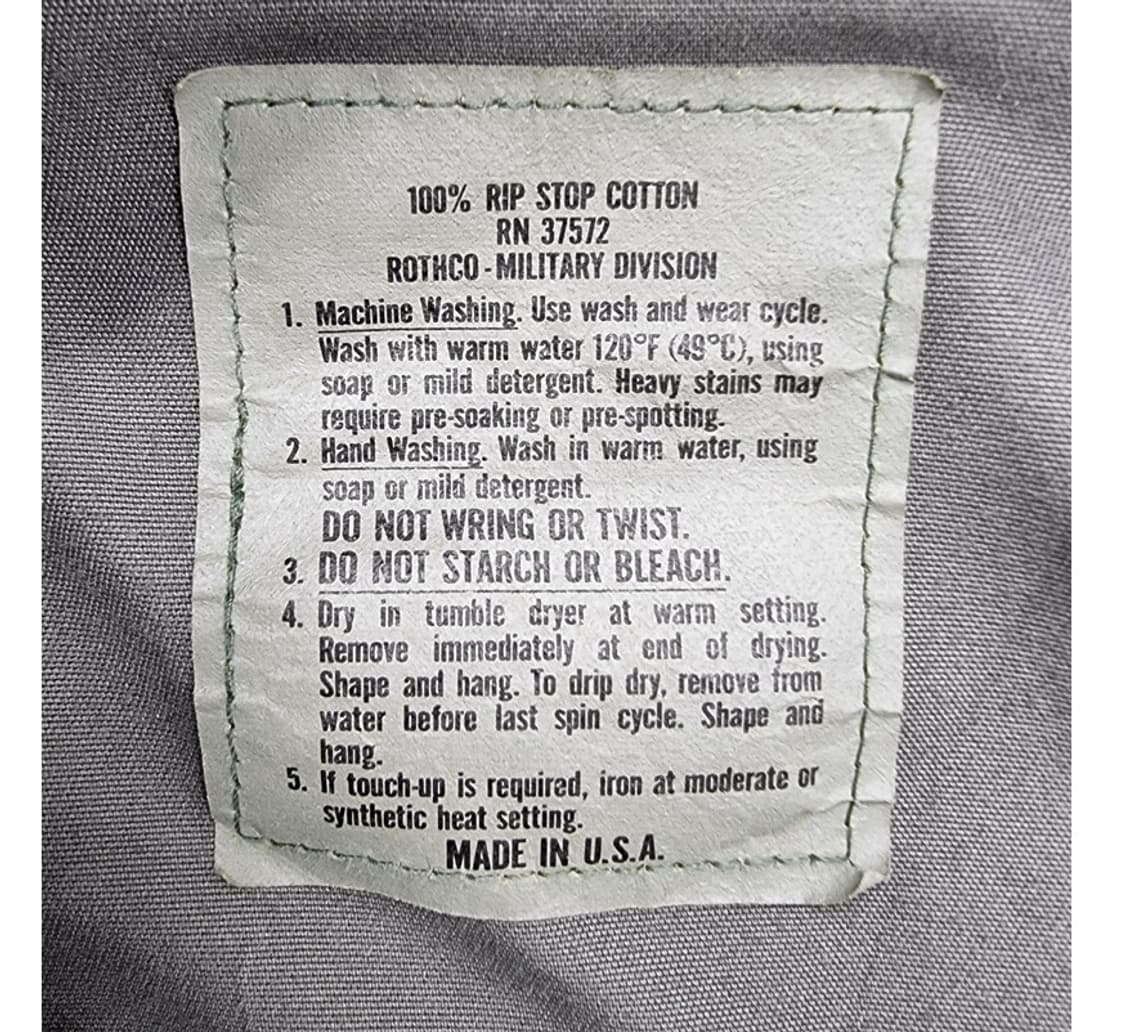 100% RIP STOP COTTON
RN 37572
ROTHCO - MILITARY DIVISION
1. Machine Washing. Use wash and wear cycle.
Wash with warm water 120°F (49°C), using
soap or mild detergent. Heavy stains may
require pre-soaking or pre-spotting.
2. Hand Washing. Wash in warm water, using
soap or mild detergent.
DO NOT WRING OR TWIST.
3. DO NOT STARCH OR BLEACH.
4. Dry in tumble dryer at warm setting.
Remove immediately at end of drying.
Shape and hang. To drip dry, remove from
water before last spin cycle. Shape and
hang.
5. If touch-up is required, iron at moderate or
synthetic heat setting.
MADE IN U.S.A.